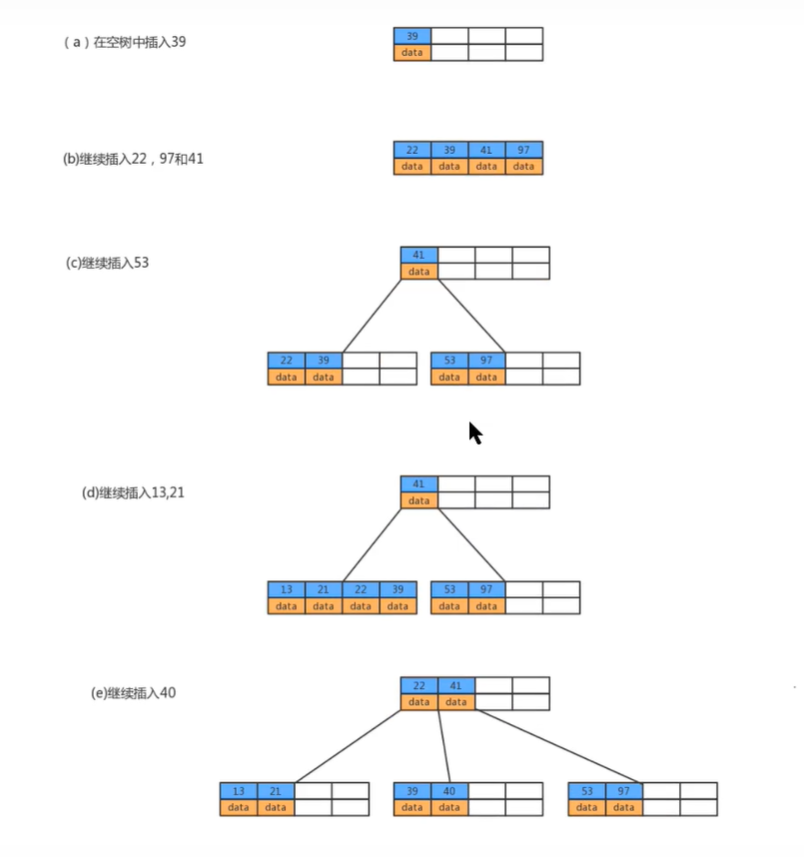 （a）在空树中插入39
39
data
(b)继续插入22，97和41
22 39 41 97
data data data data
(c)继续插入53
41
data
22 39 53 97
data data data data
(d)继续插入13,21
41
data
13 21 22 39 53 97
data data data data data data
(e)继续插入40
22 41
data data
13 21 39 40 53 97
data data data data data data